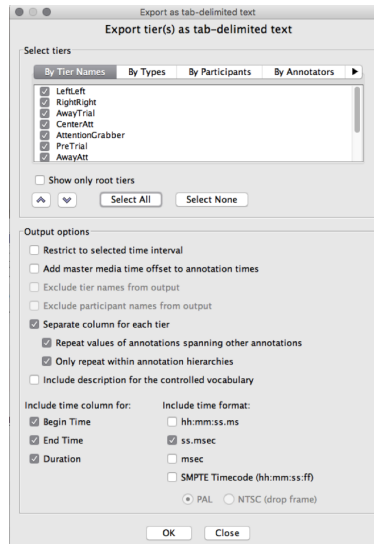 Export as tab-delimited text
Export tier(s) as tab-delimited text
Select tiers
By Tier Names By Types By Participants By Annotators
LeftLeft
RightRight
AwayTrial
CenterAtt
AttentionGrabber
PreTrial
AwayAtt
Show only root tiers
Select All Select None
Output options
Restrict to selected time interval
Add master media time offset to annotation times
Exclude tier names from output
Exclude participant names from output
Separate column for each tier
Repeat values of annotations spanning other annotations
Only repeat within annotation hierarchies
Include description for the controlled vocabulary
Include time column for: Include time format:
Begin Time hh:mm:ss.ms
End Time ss.msec
Duration msec
SMPTE Timecode (hh:mm:ss:ff)
PAL NTSC (drop frame)
OK Close